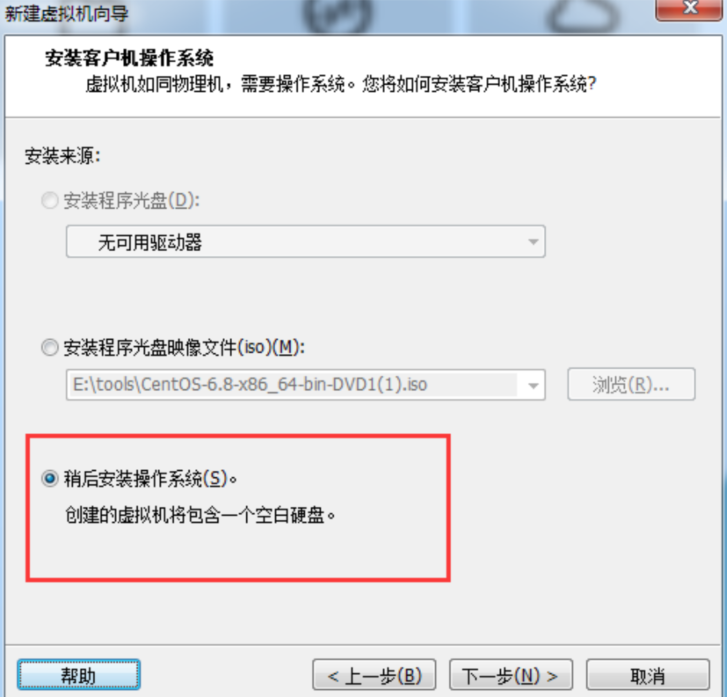 新建虚拟机向导
安装客户机操作系统
虚拟机如同物理机，需要操作系统。您将如何安装客户机操作系统?
安装来源:
安装程序光盘(D):
无可用驱动器
安装程序光盘映像文件(iso)(M):
E:\tools\CentOS-6.8-x86_64-bin-DVD1(1).iso
浏览(R)...
稍后安装操作系统(S)。
创建的虚拟机将包含一个空白硬盘。
帮助
< 上一步(B)
下一步(N) >
取消